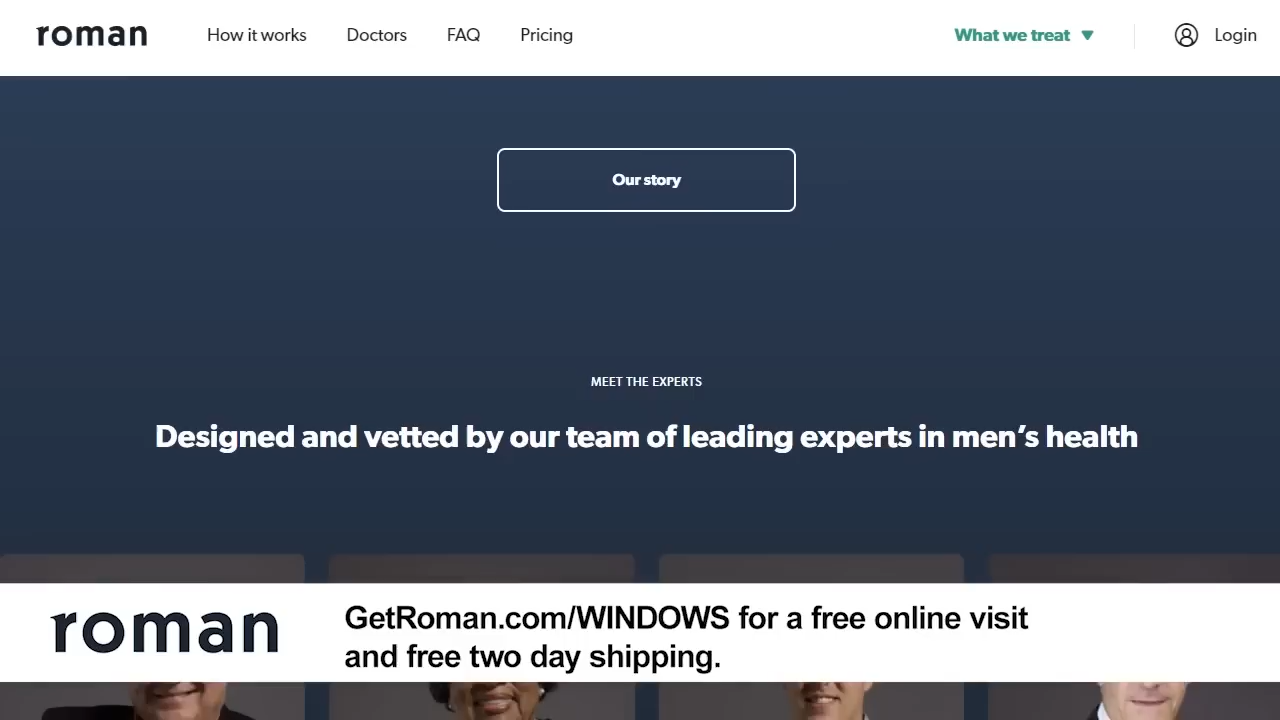 roman
How it works
Doctors
FAQ
Pricing
What we treat
Login
Our story
MEET THE EXPERTS
Designed and vetted by our team of leading experts in men's health
roman
GetRoman.com/WINDOWS for a free online visit
and free two day shipping.